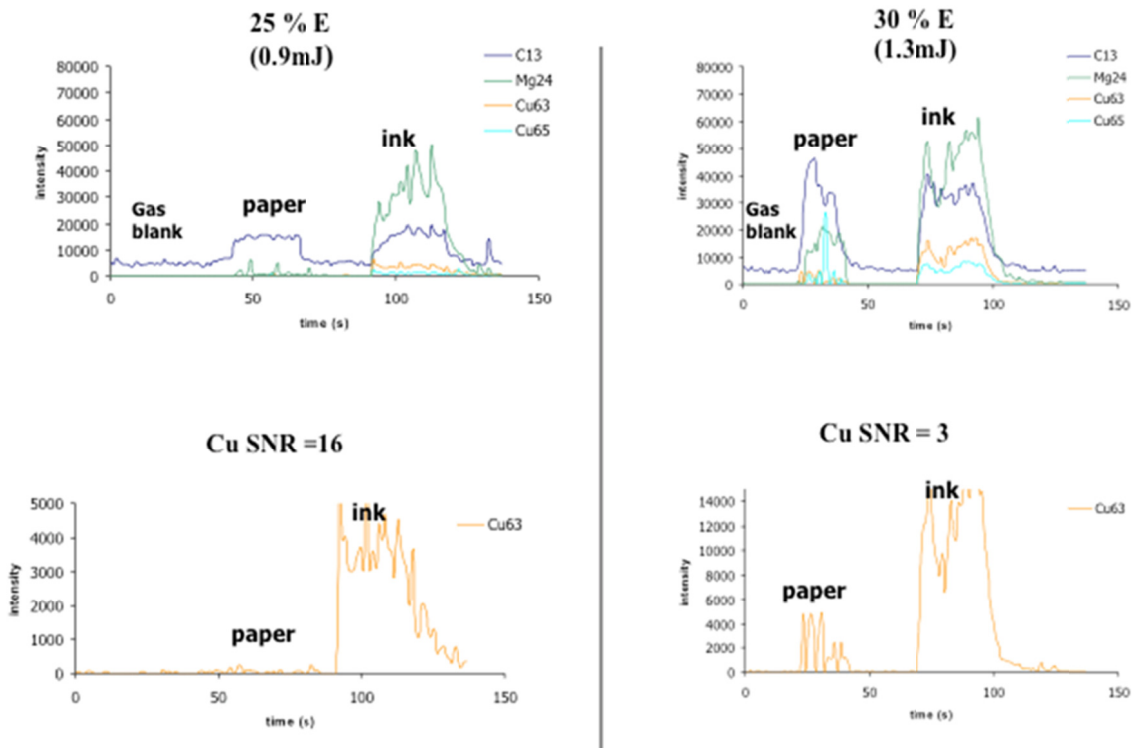 25 % E
(0.9mJ)
C13
Mg24
Cu63
Cu65
80000
70000
60000
50000
40000
30000
20000
10000
0
intensity
Gas
blank
paper
ink
0 50 100 150
time (s)
30 % E
(1.3mJ)
C13
Mg24
Cu63
Cu65
80000
70000
60000
50000
40000
30000
20000
10000
0
intensity
Gas
blank
paper
ink
0 50 100 150
time (s)
Cu SNR =16
5000
4000
3000
2000
1000
0
intensity
paper
ink
Cu63
0 50 100 150
time (s)
Cu SNR = 3
14000
12000
10000
8000
6000
4000
2000
0
intensity
paper
ink
Cu63
0 50 100 150
time (s)